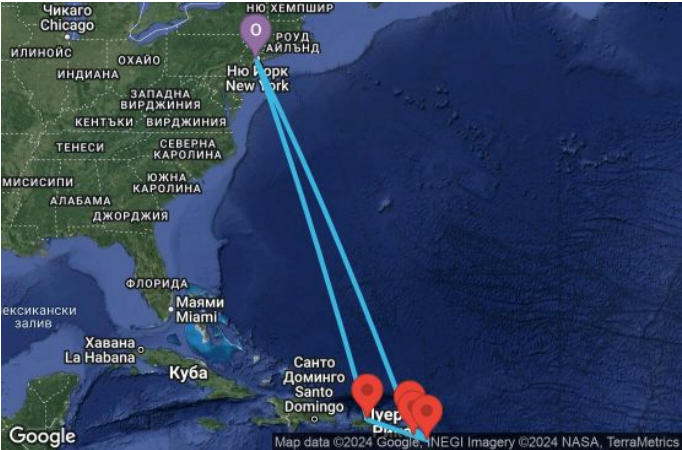 Чикаго
Chicago
НЮ ХЕМПШИР
РОУД
АЙЛЪНД
O
ИЛИНОЙС
ОХАЙО
ИНДИАНА
Ню Йорк
New York
ЗАПАДНА
ВИРДЖИНИЯ
КЕНТЪКИ
ВИРДЖИНИЯ
ТЕНЕСИ
СЕВЕРНА
КАРОЛИНА
МИСИСИПИ
ЮЖНА
КАРОЛИНА
АЛАБАМА
ДЖОРДЖИЯ
ФЛОРИДА
ексикански
залив
Маями
Miami
Хавана
La Habana
Куба
Санто
Доминго
Santo
Domingo
Google
Map data ©2024 Google, INEGI Imagery ©2024 NASA, TerraMetrics